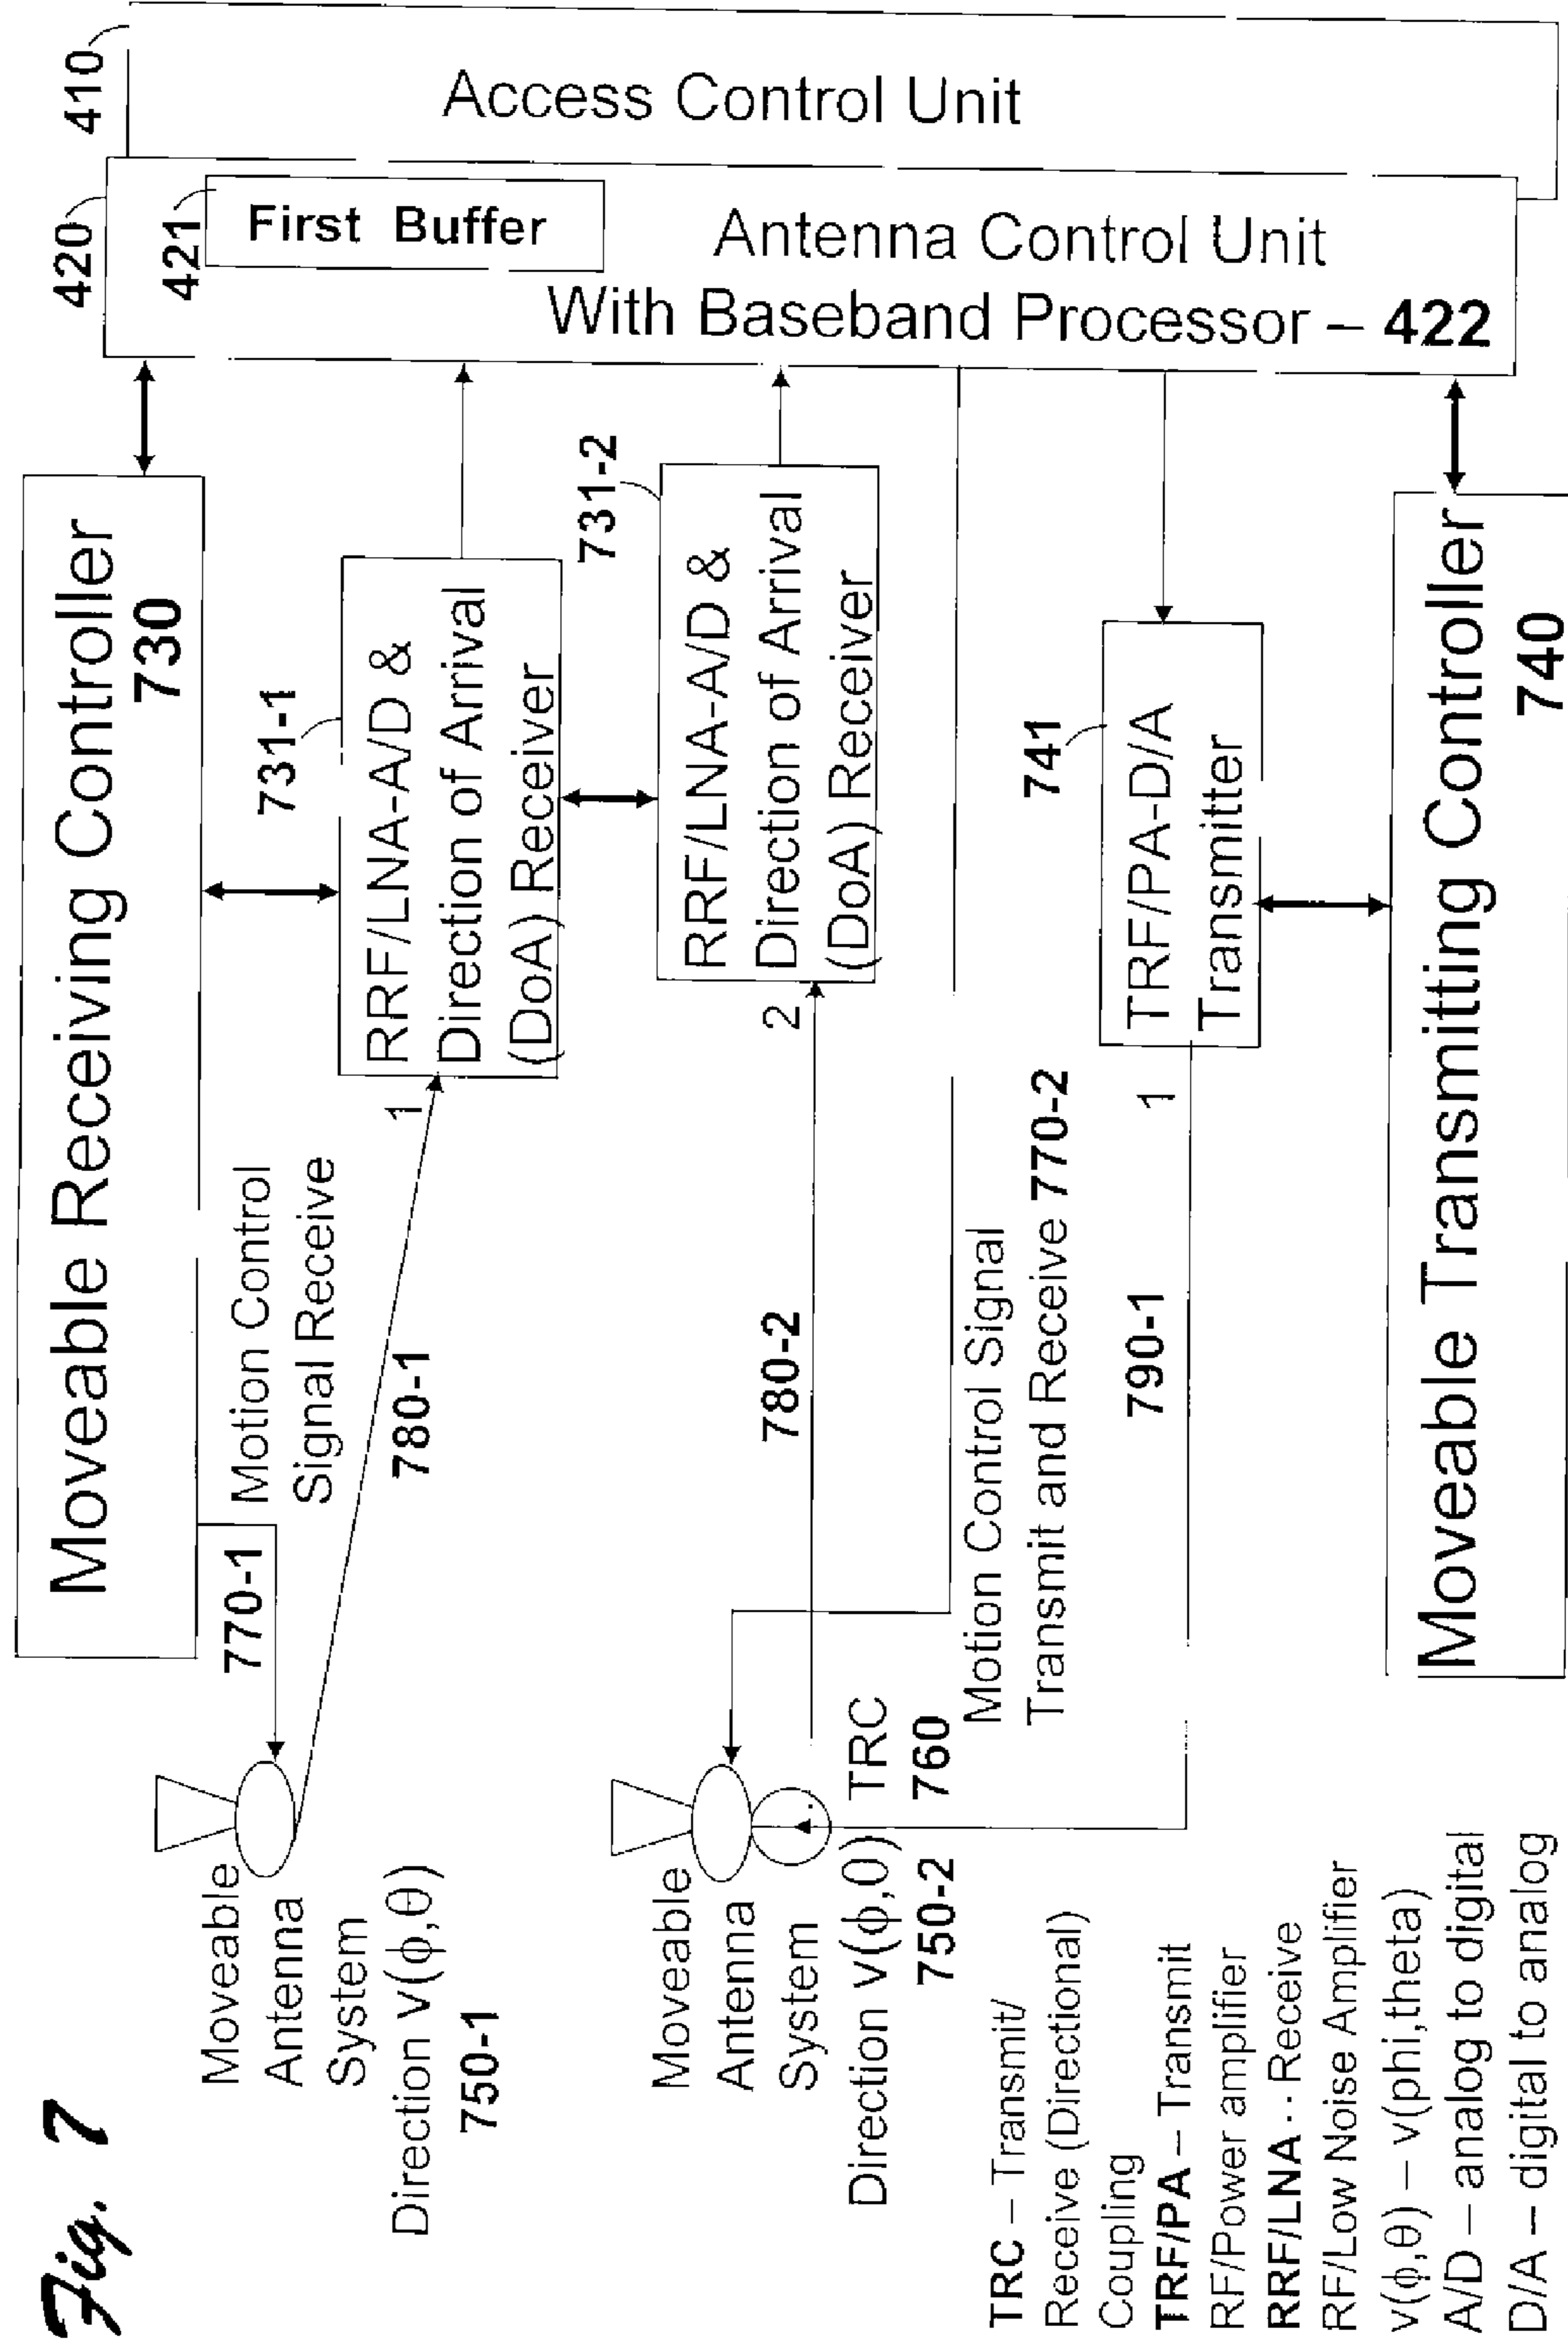 Fig. 7
Moveable Receiving Controller
730
410
420
421
Access Control Unit
First Buffer
Antenna Control Unit
With Baseband Processor – 422
770-1
Motion Control
Signal Receive
731-1
RRF/LNA-A/D &
Direction of Arrival
(DoA) Receiver
1
780-1
Moveable
Antenna
System
Direction v(ϕ,θ)
750-1
731-2
RRF/LNA-A/D &
Direction of Arrival
(DoA) Receiver
2
780-2
Moveable
Antenna
System
Direction v(ϕ,0)
750-2
TRC
760
Motion Control Signal
Transmit and Receive 770-2
741
TRF/PA-D/A
Transmitter
1
790-1
Moveable Transmitting Controller
740
TRC – Transmit/
Receive (Directional)
Coupling
TRF/PA – Transmit
RF/Power amplifier
RRF/LNA - - Receive
RF/Low Noise Amplifier
v(ϕ,θ) – v(phi,theta)
A/D – analog to digital
D/A – digital to analog